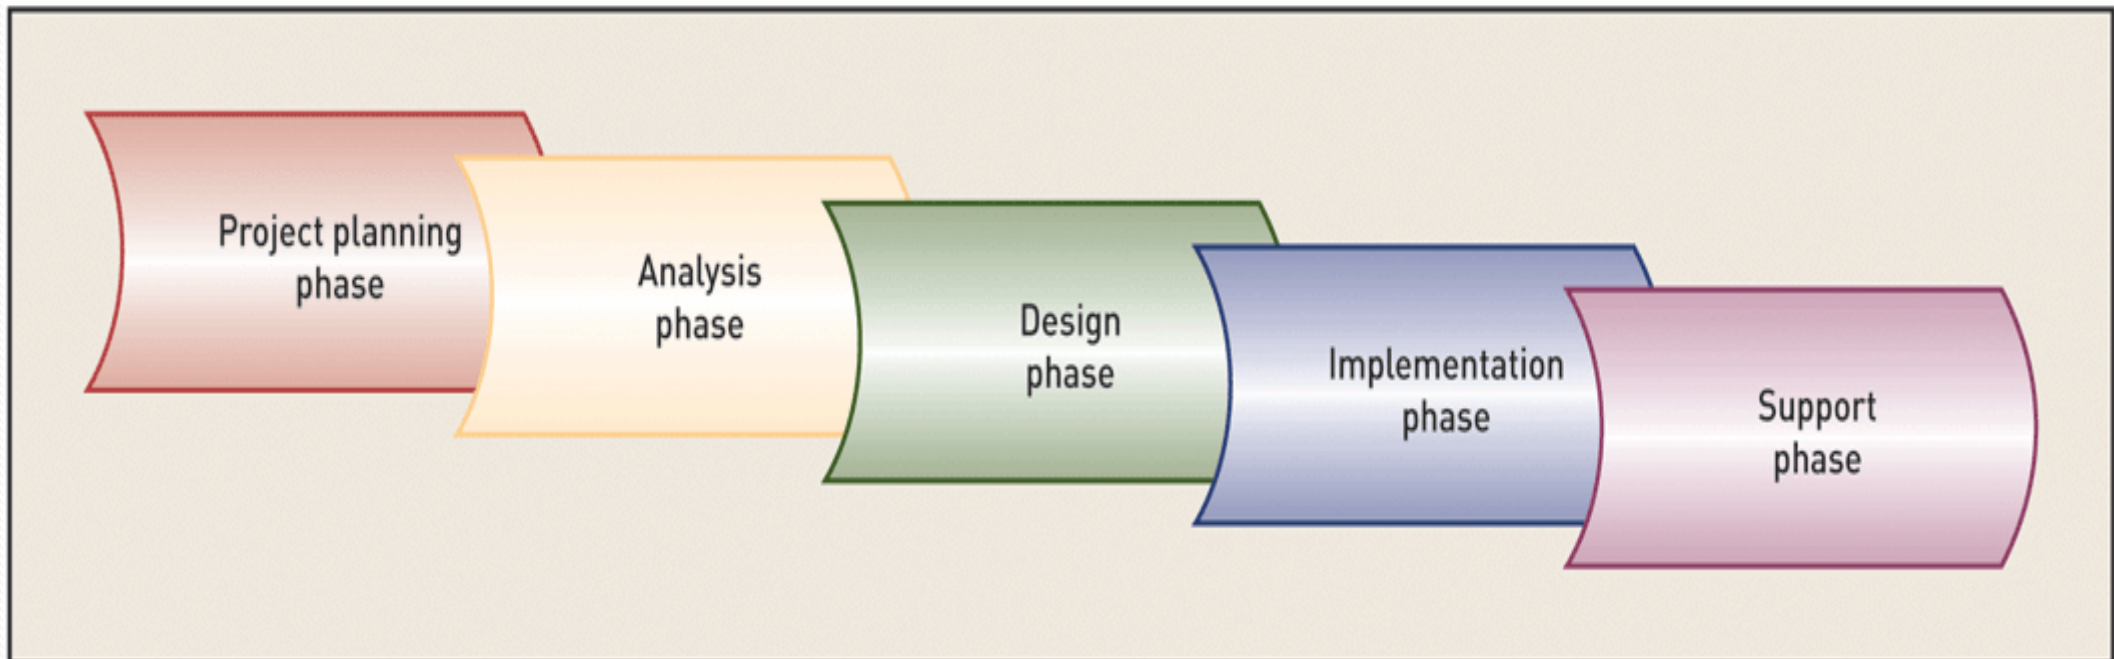 Project planning
phase
Analysis
phase
Design
phase
Implementation
phase
Support
phase